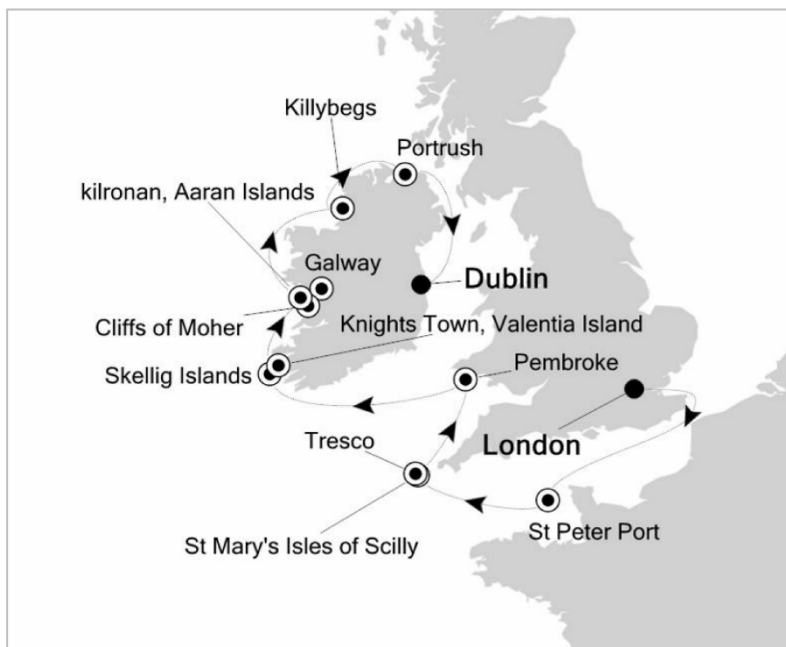 Killybegs
Portrush
kilronan, Aaran Islands
Galway
Dublin
Cliffs of Moher
Knights Town, Valentia Island
Skellig Islands
Pembroke
Tresco
London
St Mary's Isles of Scilly
St Peter Port